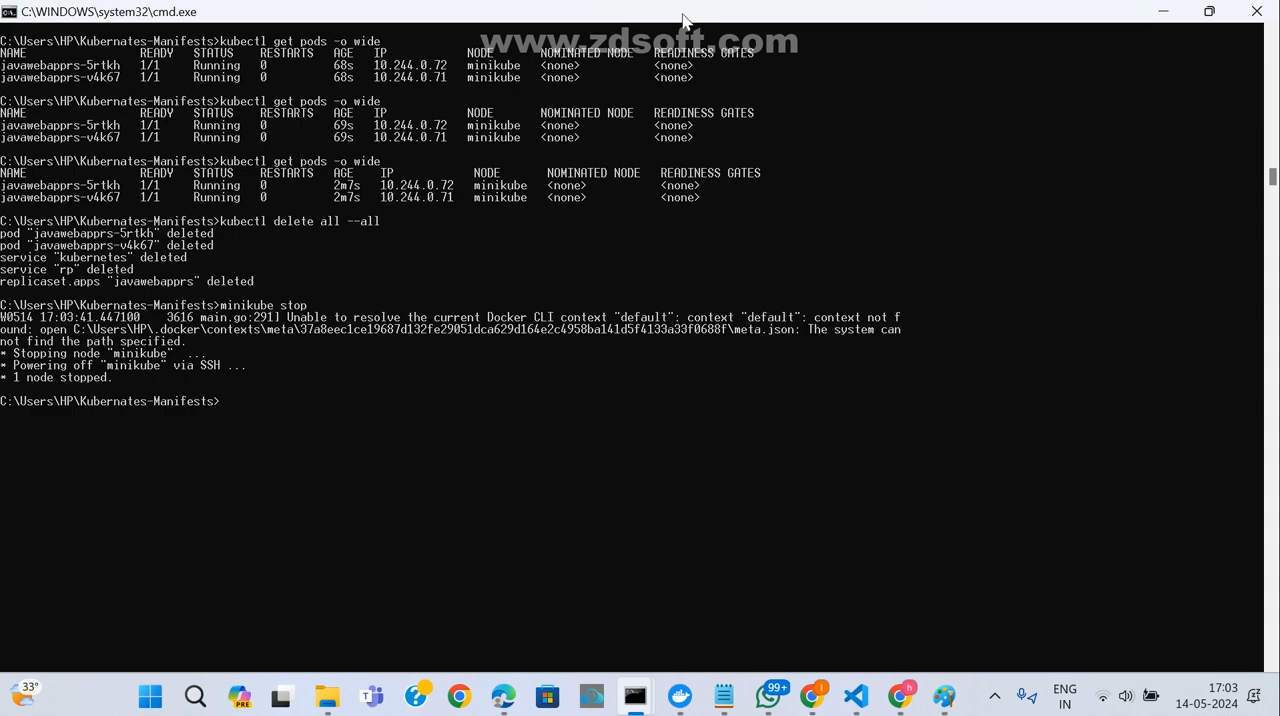 C:\WINDOWS\system32\cmd.exe
www.zdsoft.com
C:\Users\HP\Kubernates-Manifests>kubectl get pods -o wide
NAME READY STATUS RESTARTS AGE IP NODE NOMINATED NODE READINESS GATES
javawebapprs-5rtkh 1/1 Running 0 68s 10.244.0.72 minikube <none> <none>
javawebapprs-v4k67 1/1 Running 0 68s 10.244.0.71 minikube <none> <none>
C:\Users\HP\Kubernates-Manifests>kubectl get pods -o wide
NAME READY STATUS RESTARTS AGE IP NODE NOMINATED NODE READINESS GATES
javawebapprs-5rtkh 1/1 Running 0 69s 10.244.0.72 minikube <none> <none>
javawebapprs-v4k67 1/1 Running 0 69s 10.244.0.71 minikube <none> <none>
C:\Users\HP\Kubernates-Manifests>kubectl get pods -o wide
NAME READY STATUS RESTARTS AGE IP NODE NOMINATED NODE READINESS GATES
javawebapprs-5rtkh 1/1 Running 0 2m7s 10.244.0.72 minikube <none> <none>
javawebapprs-v4k67 1/1 Running 0 2m7s 10.244.0.71 minikube <none> <none>
C:\Users\HP\Kubernates-Manifests>kubectl delete all --all
pod "javawebapprs-5rtkh" deleted
pod "javawebapprs-v4k67" deleted
service "kubernetes" deleted
service "rp" deleted
replicaset.apps "javawebapprs" deleted
C:\Users\HP\Kubernates-Manifests>minikube stop
W0514 17:03:41.447100 3616 main.go:291] Unable to resolve the current Docker CLI context "default": context "default": context not f
ound: open C:\Users\HP\.docker\contexts\meta\37a8eec1ce19687d132fe29051dca629d164e2c4958ba141d5f4133a33f0688f\meta.json: The system can
not find the path specified.
* Stopping node "minikube" ...
* Powering off "minikube" via SSH ...
* 1 node stopped.
C:\Users\HP\Kubernates-Manifests>
33°
PRE
99+
ENG
IN
17:03
14-05-2024